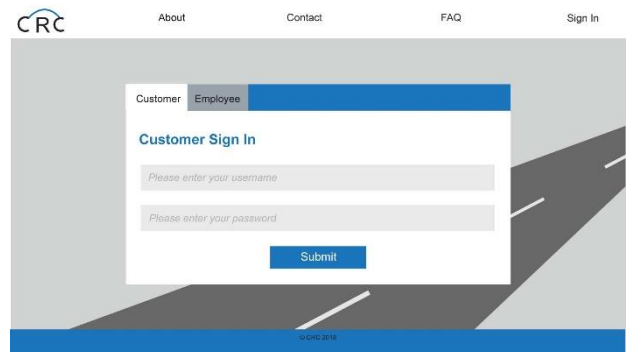 CRC
About
Contact
FAQ
Sign In
Customer
Employee
Customer Sign In
Please enter your username
Please enter your password
Submit
© CRC 2018